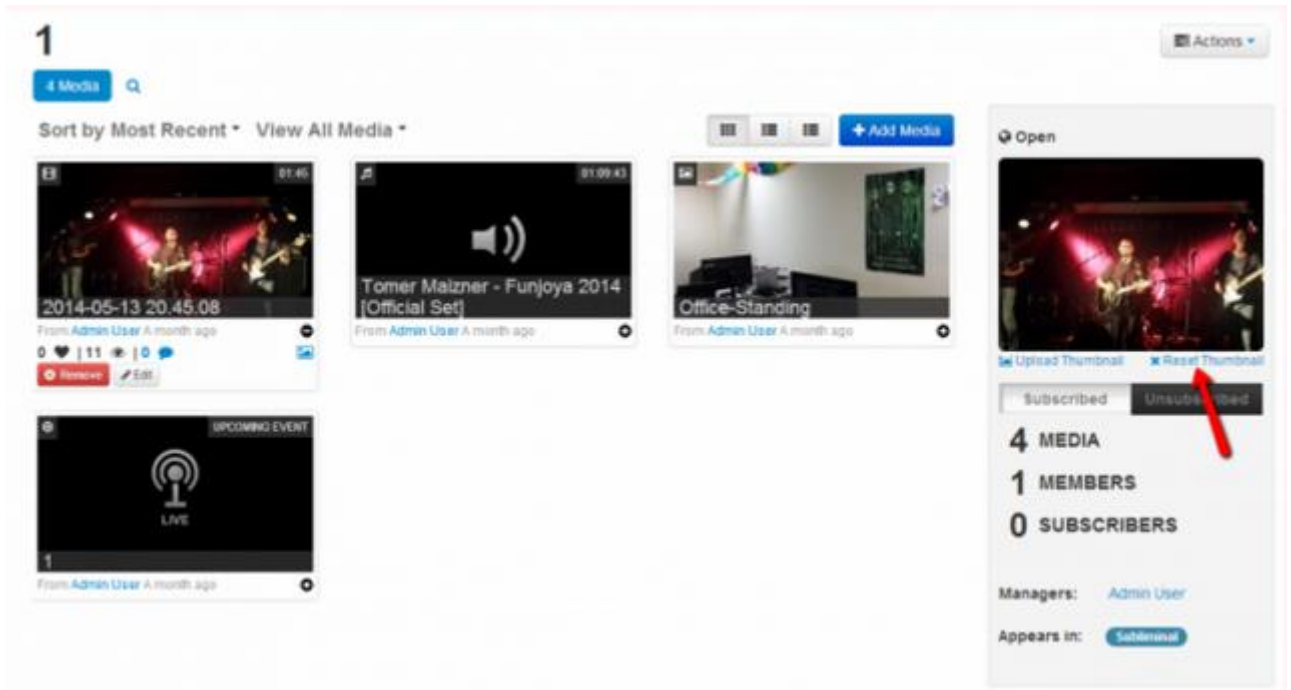 1
Actions
4 Media
Sort by Most Recent View All Media
+ Add Media
Open
01:45
2014-05-13 20.45.08
From Admin User A month ago
0 | 11 | 0
Remove Edit
01:09:43
Tomer Maizner - Funjoya 2014
[Official Set]
From Admin User A month ago
Office-Standing
From Admin User A month ago
UPCOMING EVENT
LIVE
1
From Admin User A month ago
Upload Thumbnail Reset Thumbnail
Subscribed Unsubscribed
4 MEDIA
1 MEMBERS
0 SUBSCRIBERS
Managers: Admin User
Appears in: Subliminal